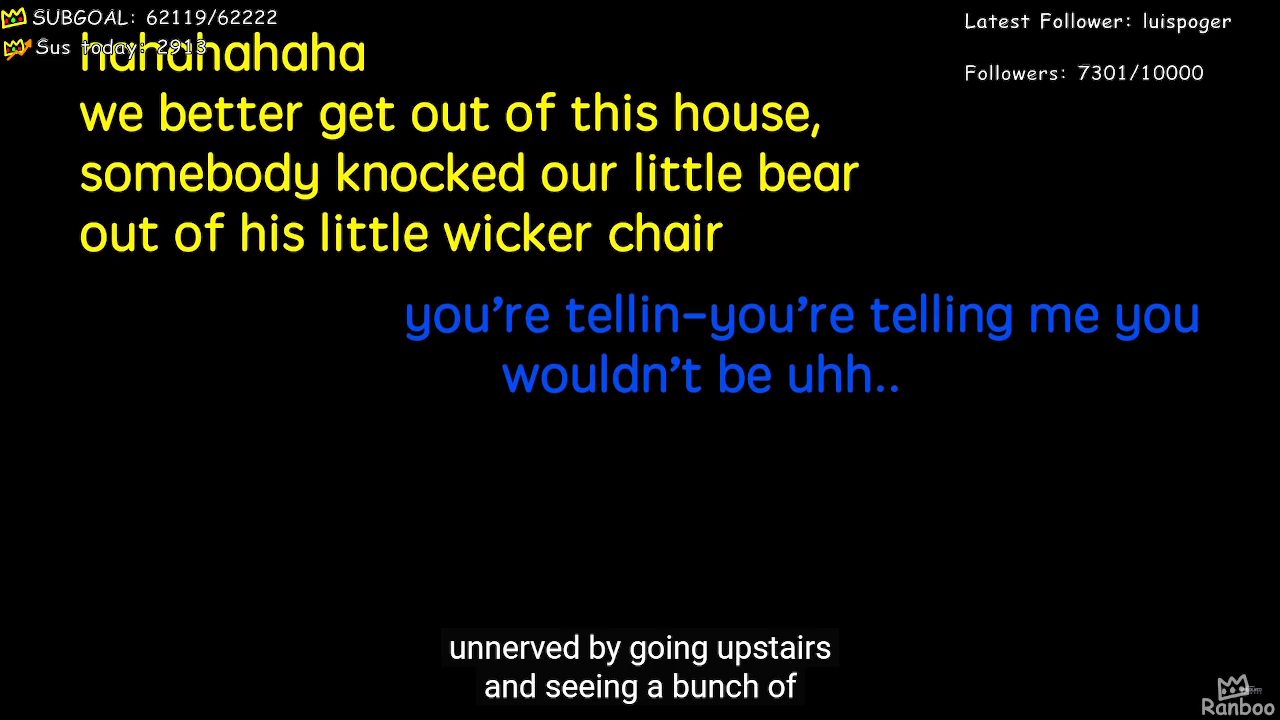 SUBGOAL: 62119/62222
Sus today: 2913
Latest Follower: luispoger
Followers: 7301/10000
hahahahaha
we better get out of this house,
somebody knocked our little bear
out of his little wicker chair
you're tellin–you're telling me you
wouldn't be uhh..
unnerved by going upstairs
and seeing a bunch of
Ranboo